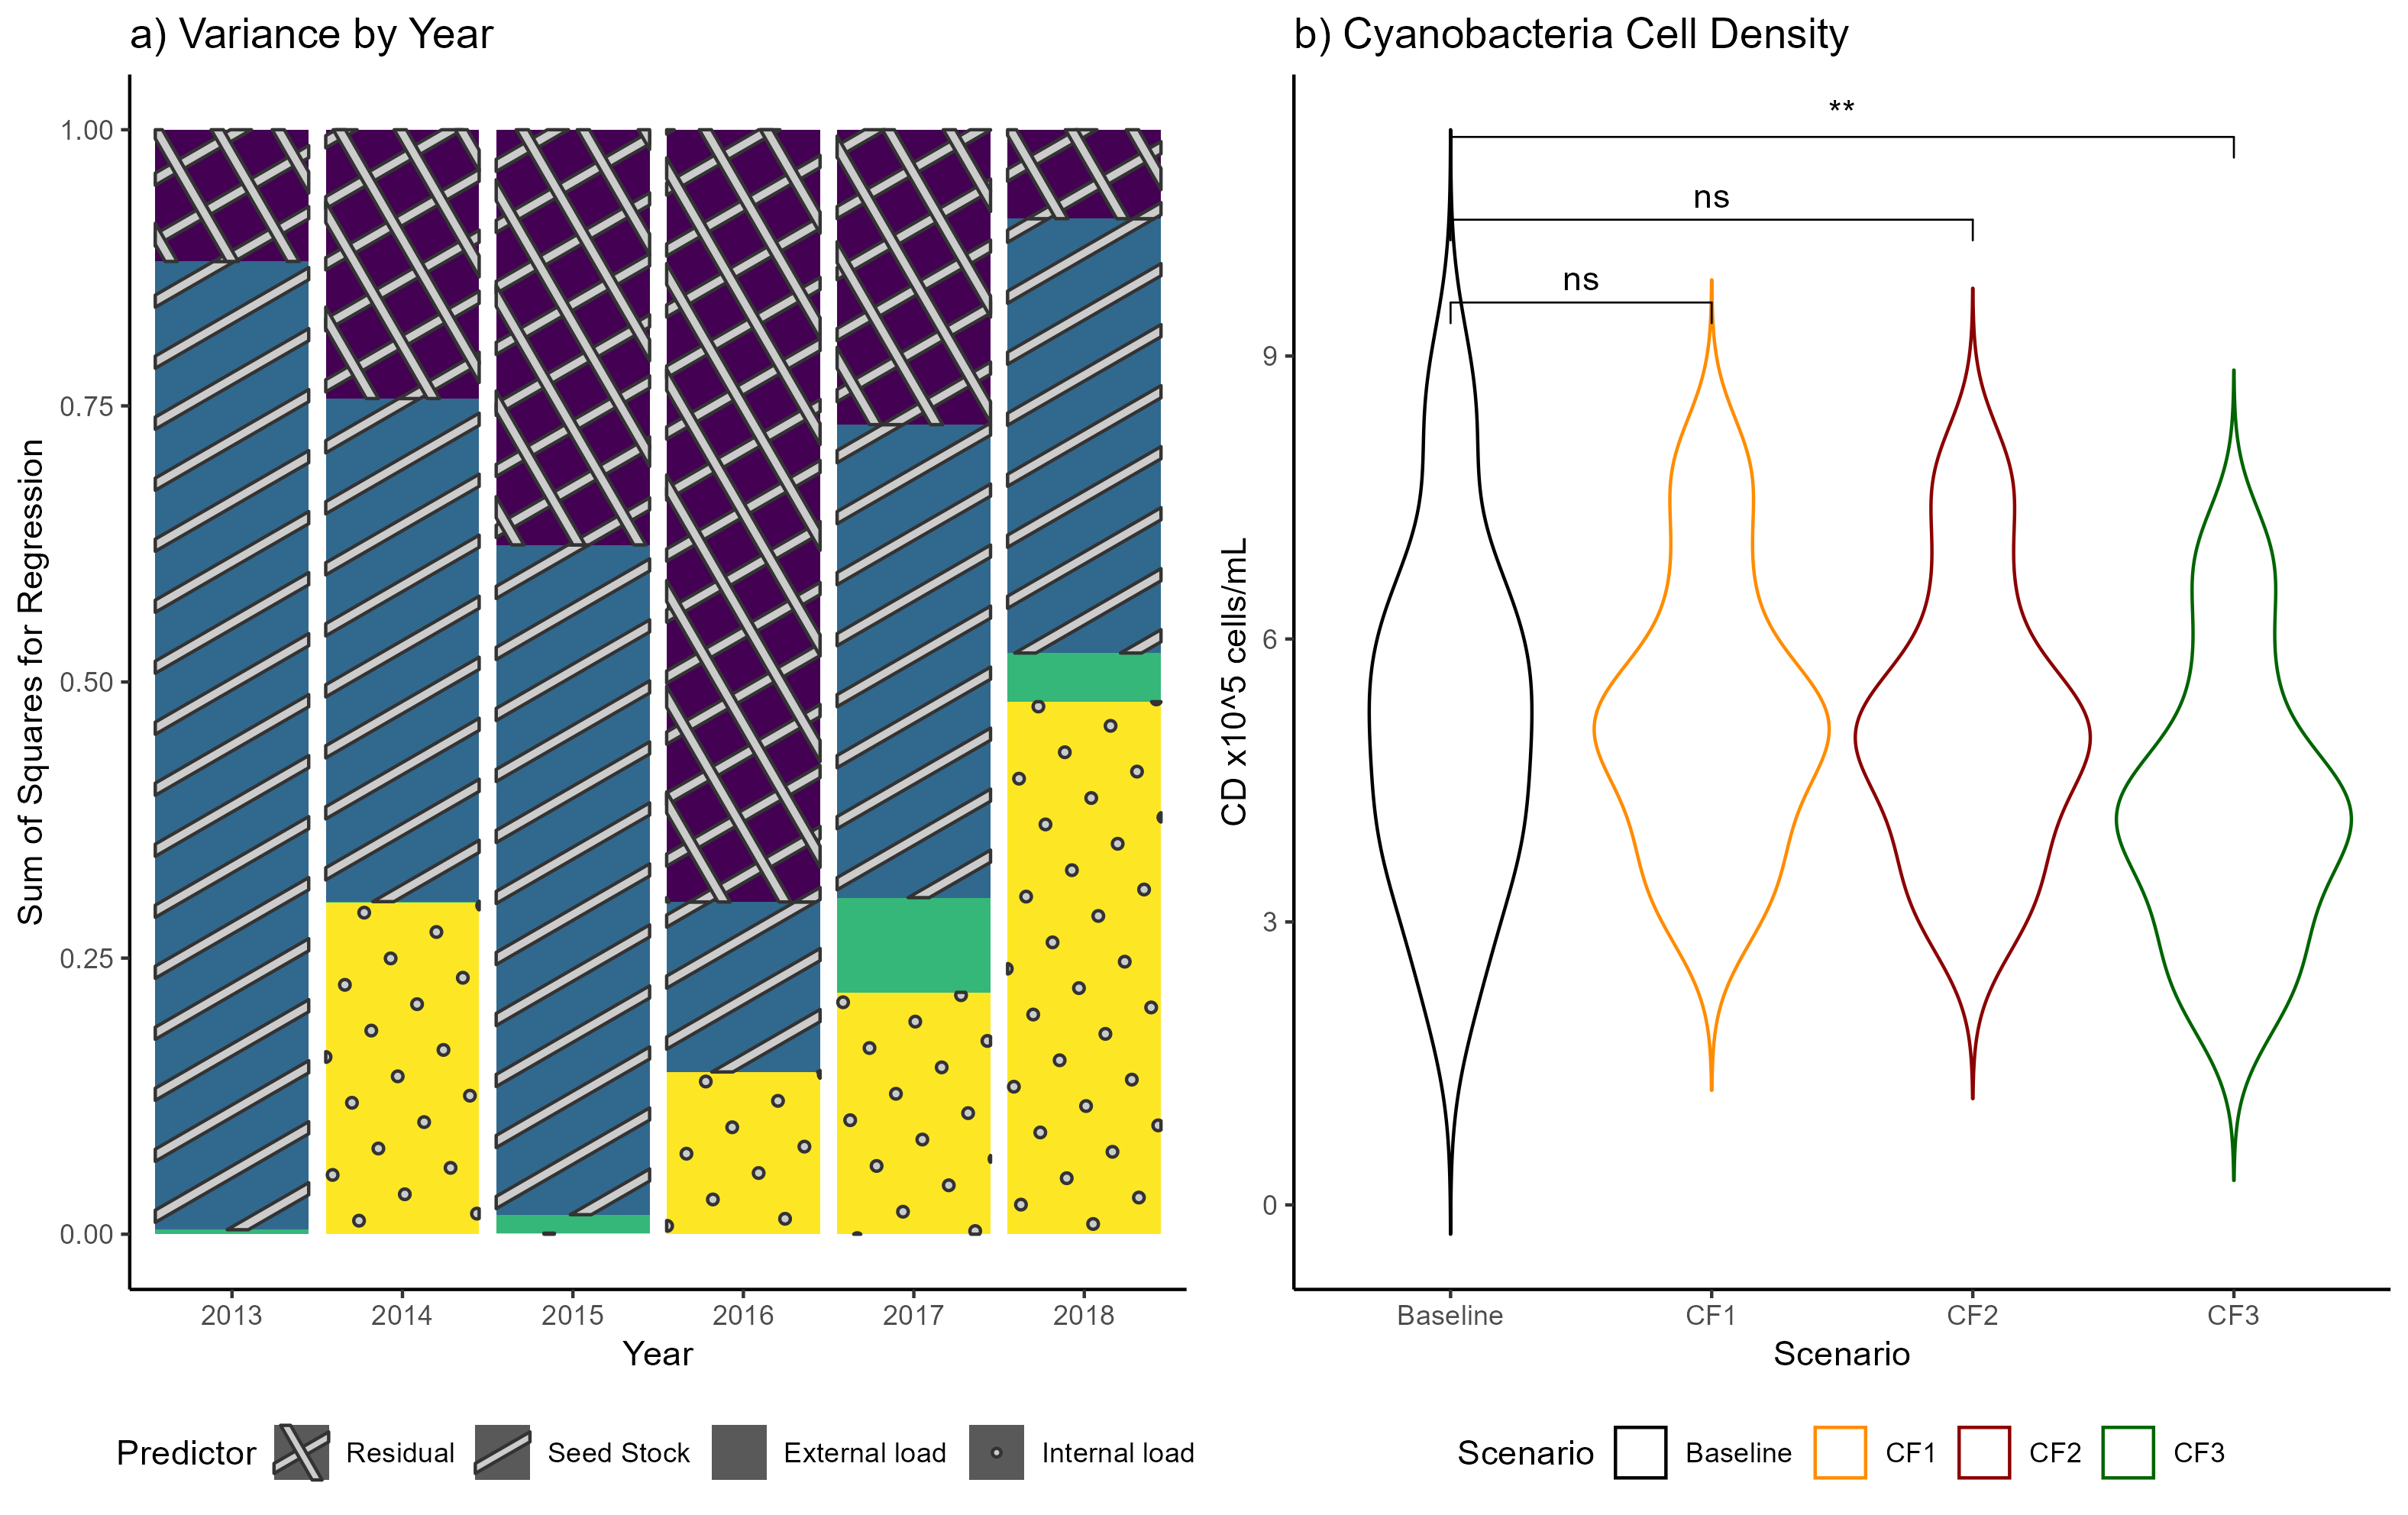 a) Variance by Year
Sum of Squares for Regression
1.00
0.75
0.50
0.25
0.00
2013 2014 2015 2016 2017 2018
Year
Predictor Residual Seed Stock External load Internal load
b) Cyanobacteria Cell Density
CD x10^5 cells/mL
**
ns
ns
9
6
3
0
Baseline CF1 CF2 CF3
Scenario
Scenario Baseline CF1 CF2 CF3